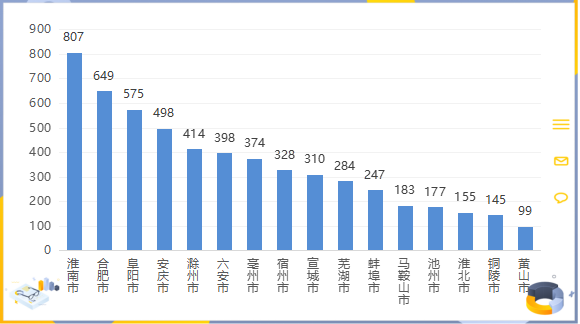 900
800
700
600
500
400
300
200
100
0
807
649
575
498
414
398
374
328
310
284
247
183
177
155
145
99
淮南市
合肥市
阜阳市
安庆市
滁州市
六安市
亳州市
宿州市
宣城市
芜湖市
蚌埠市
马鞍山市
池州市
淮北市
铜陵市
黄山市